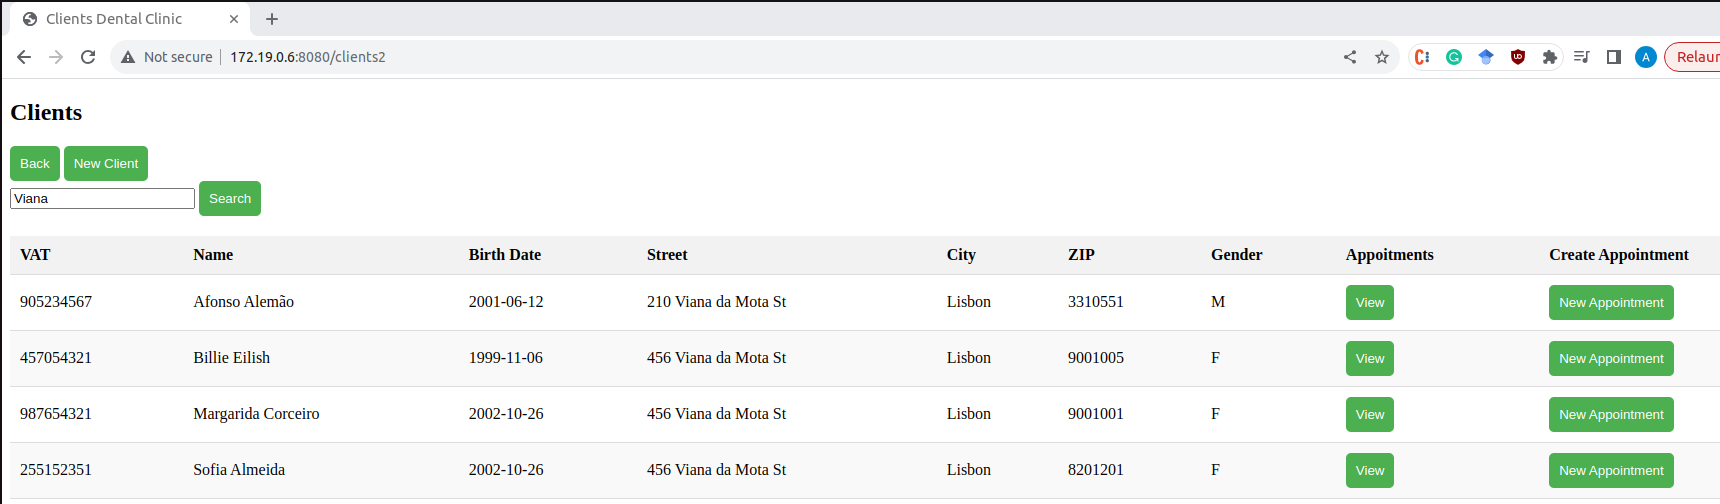 Clients Dental Clinic
Not secure 172.19.0.6:8080/clients2 A Relaun
Clients
Back New Client
Viana Search
VAT Name Birth Date Street City ZIP Gender Appoitments Create Appointment
905234567 Afonso Alemão 2001-06-12 210 Viana da Mota St Lisbon 3310551 M View New Appointment
457054321 Billie Eilish 1999-11-06 456 Viana da Mota St Lisbon 9001005 F View New Appointment
987654321 Margarida Corceiro 2002-10-26 456 Viana da Mota St Lisbon 9001001 F View New Appointment
255152351 Sofia Almeida 2002-10-26 456 Viana da Mota St Lisbon 8201201 F View New Appointment